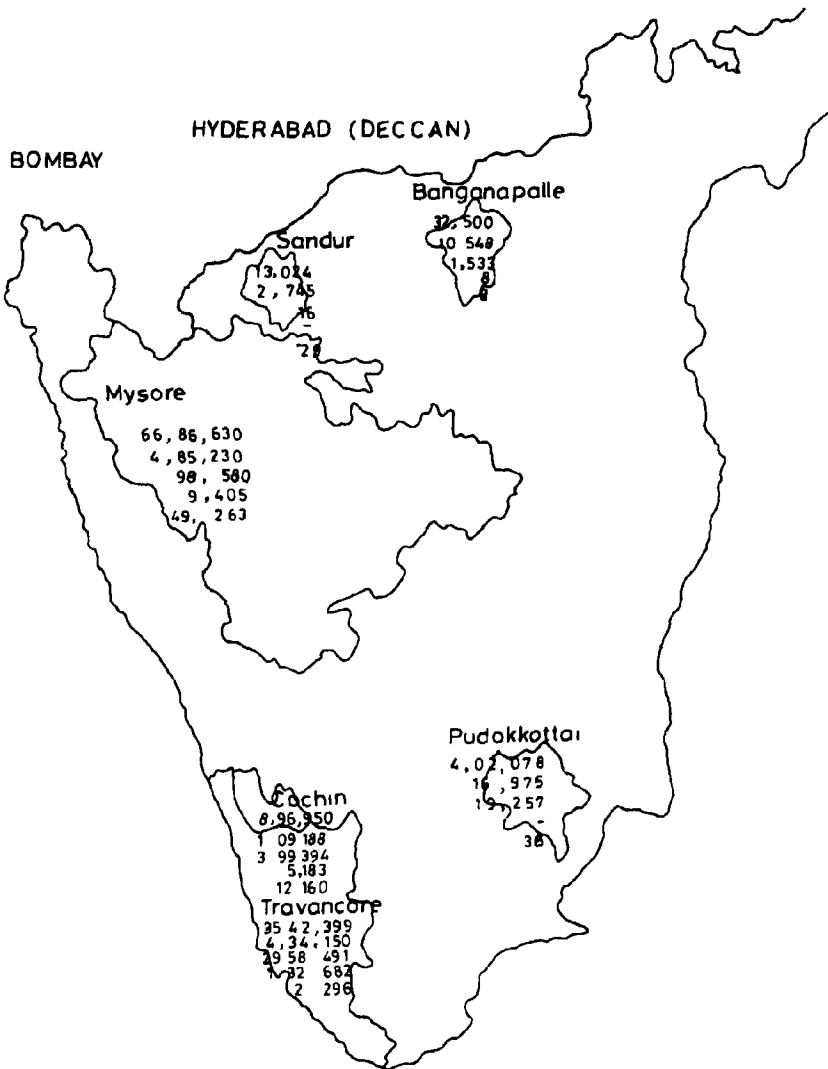 HYDERABAD (DECCAN)
BOMBAY
Banganapalle
32,500
10 548
1,533
8
Sandur
13,024
2,745
16
-
29
Mysore
66,86,630
4,85,230
98, 580
9,405
49, 263
Pudokkottai
4,02,078
16,975
19,257
-
38
Cochin
8,96,950
1 09 188
3 99 394
5,183
12 160
Travancore
35 42,399
4,34,150
29 58 491
1 32 682
2 296